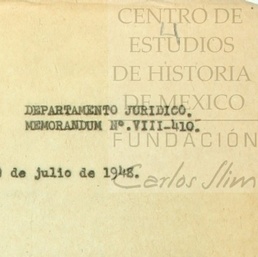 CENTRO DE
ESTUDIOS
DE HISTORIA
DE MEXICO
FUNDACIÓN
Carlos Slim
4
DEPARTAMENTO JURIDICO.
MEMORANDUM Nº.VIII-410.
de julio de 1948.